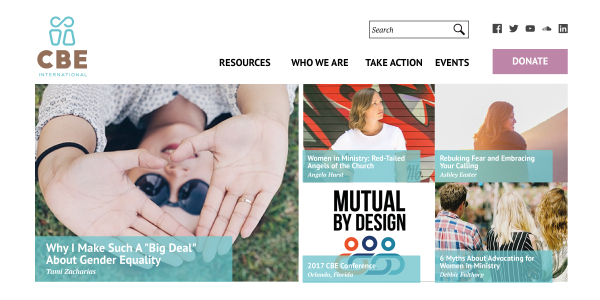 Search
CBE
INTERNATIONAL
RESOURCES WHO WE ARE TAKE ACTION EVENTS DONATE
Why I Make Such A "Big Deal"
About Gender Equality
Tami Zacharias
Women in Ministry: Red-Tailed
Angels of the Church
Angela Hurst
Rebuking Fear and Embracing
Your Calling
Ashley Easter
MUTUAL
BY DESIGN
2017 CBE Conference
Orlando, Florida
6 Myths About Advocating for
Women in Ministry
Debbie Fulthorp